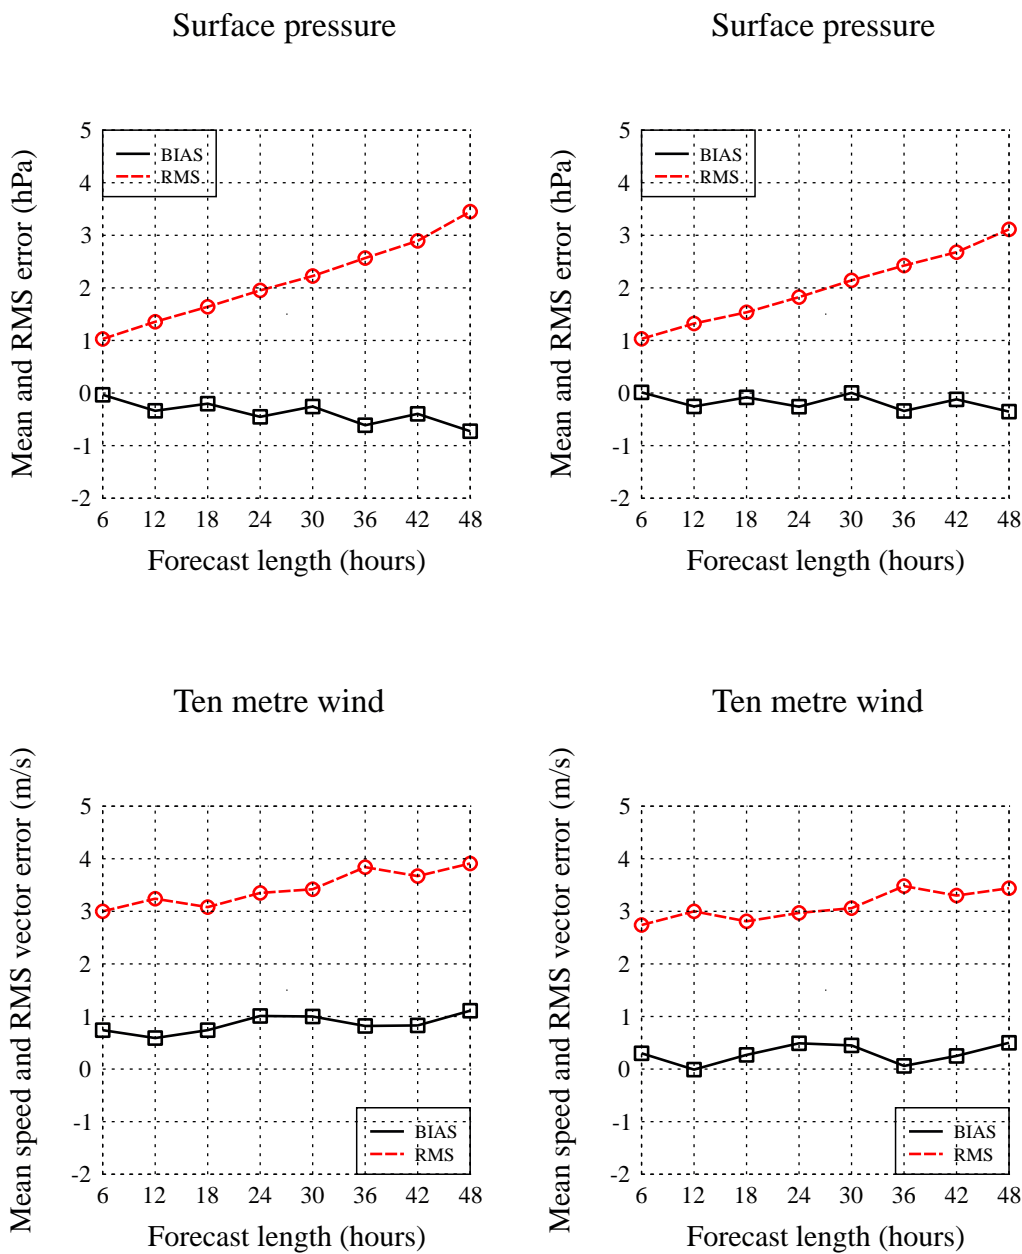 Surface pressure
Mean and RMS error (hPa)
5
4
3
2
1
0
-1
-2
BIAS
RMS
6 12 18 24 30 36 42 48
Forecast length (hours)
Surface pressure
Mean and RMS error (hPa)
5
4
3
2
1
0
-1
-2
BIAS
RMS
6 12 18 24 30 36 42 48
Forecast length (hours)
Ten metre wind
Mean speed and RMS vector error (m/s)
5
4
3
2
1
0
-1
-2
BIAS
RMS
6 12 18 24 30 36 42 48
Forecast length (hours)
Ten metre wind
Mean speed and RMS vector error (m/s)
5
4
3
2
1
0
-1
-2
BIAS
RMS
6 12 18 24 30 36 42 48
Forecast length (hours)